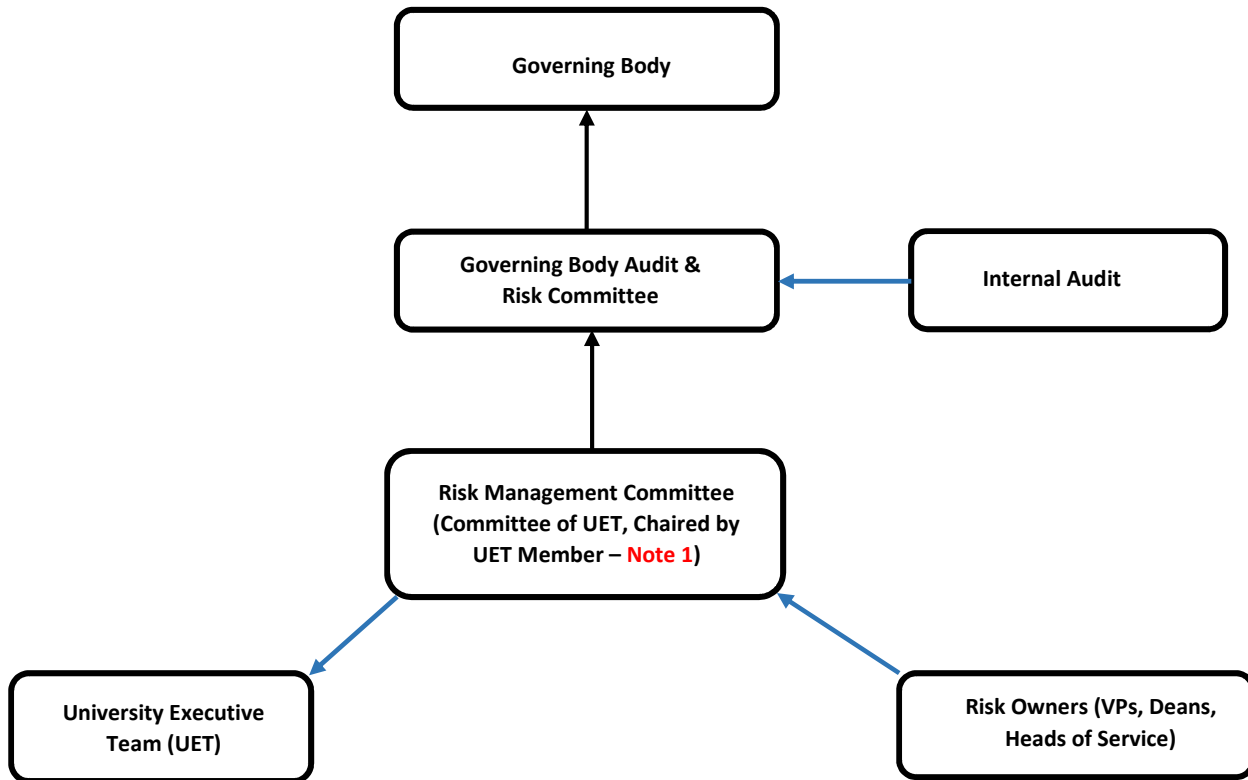 Governing Body
Governing Body Audit &
Risk Committee
Internal Audit
Risk Management Committee
(Committee of UET, Chaired by
UET Member – Note 1)
University Executive
Team (UET)
Risk Owners (VPs, Deans,
Heads of Service)